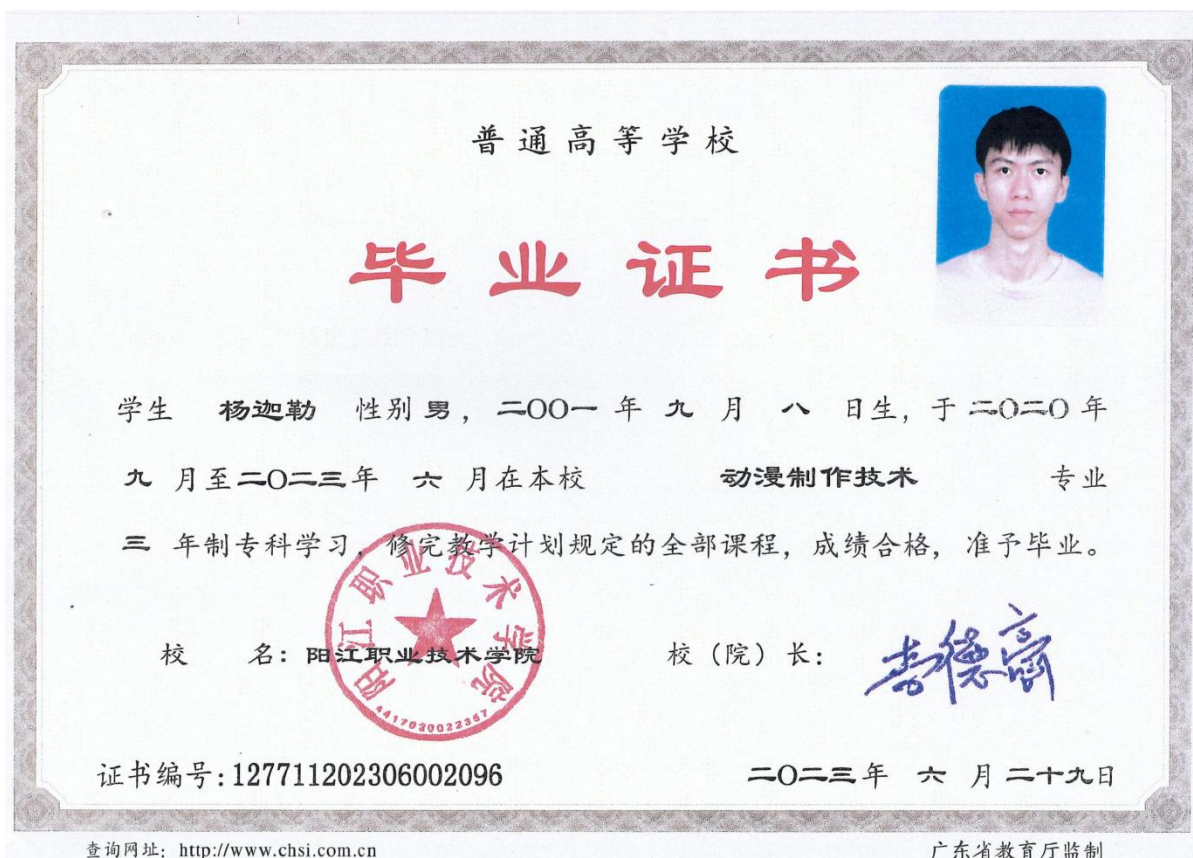 普通高等学校
毕业证书
学生 杨迦勒 性别 男，二〇〇一 年 九 月 八 日生，于 二〇二〇 年
九 月至 二〇二三 年 六 月在本校 动漫制作技术 专业
三 年制专科学习，修完教学计划规定的全部课程，成绩合格，准予毕业。
校 名：阳江职业技术学院 校（院）长：
阳江职业技术学院
4417020022367
证书编号：127711202306002096 二〇二三 年 六 月 二十九日
查询网址：http://www.chsi.com.cn 广东省教育厅监制